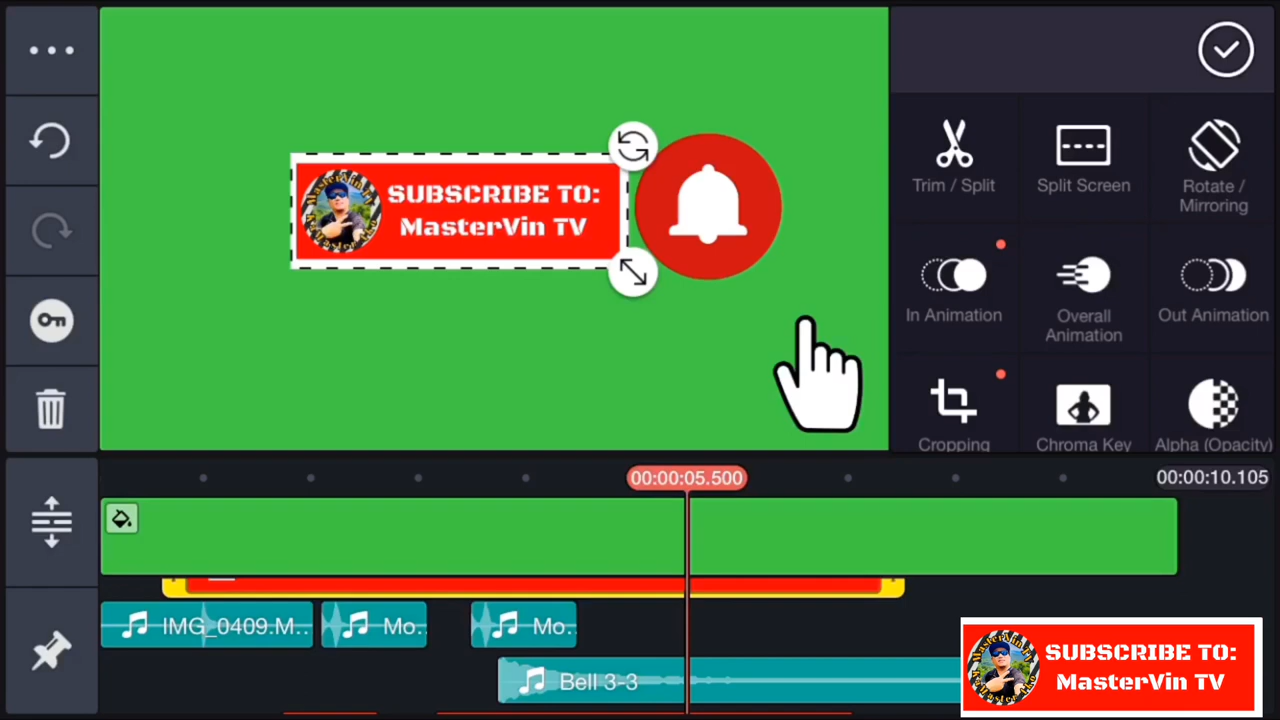 SUBSCRIBE TO:
MasterVin TV
Trim / Split
Split Screen
Rotate /
Mirroring
In Animation
Overall
Animation
Out Animation
Cropping
Chroma Key
Alpha (Opacity)
00:00:05.500
00:00:10.105
IMG_0409.M..
Mo.
Mo.
Bell 3-3
SUBSCRIBE TO:
MasterVin TV